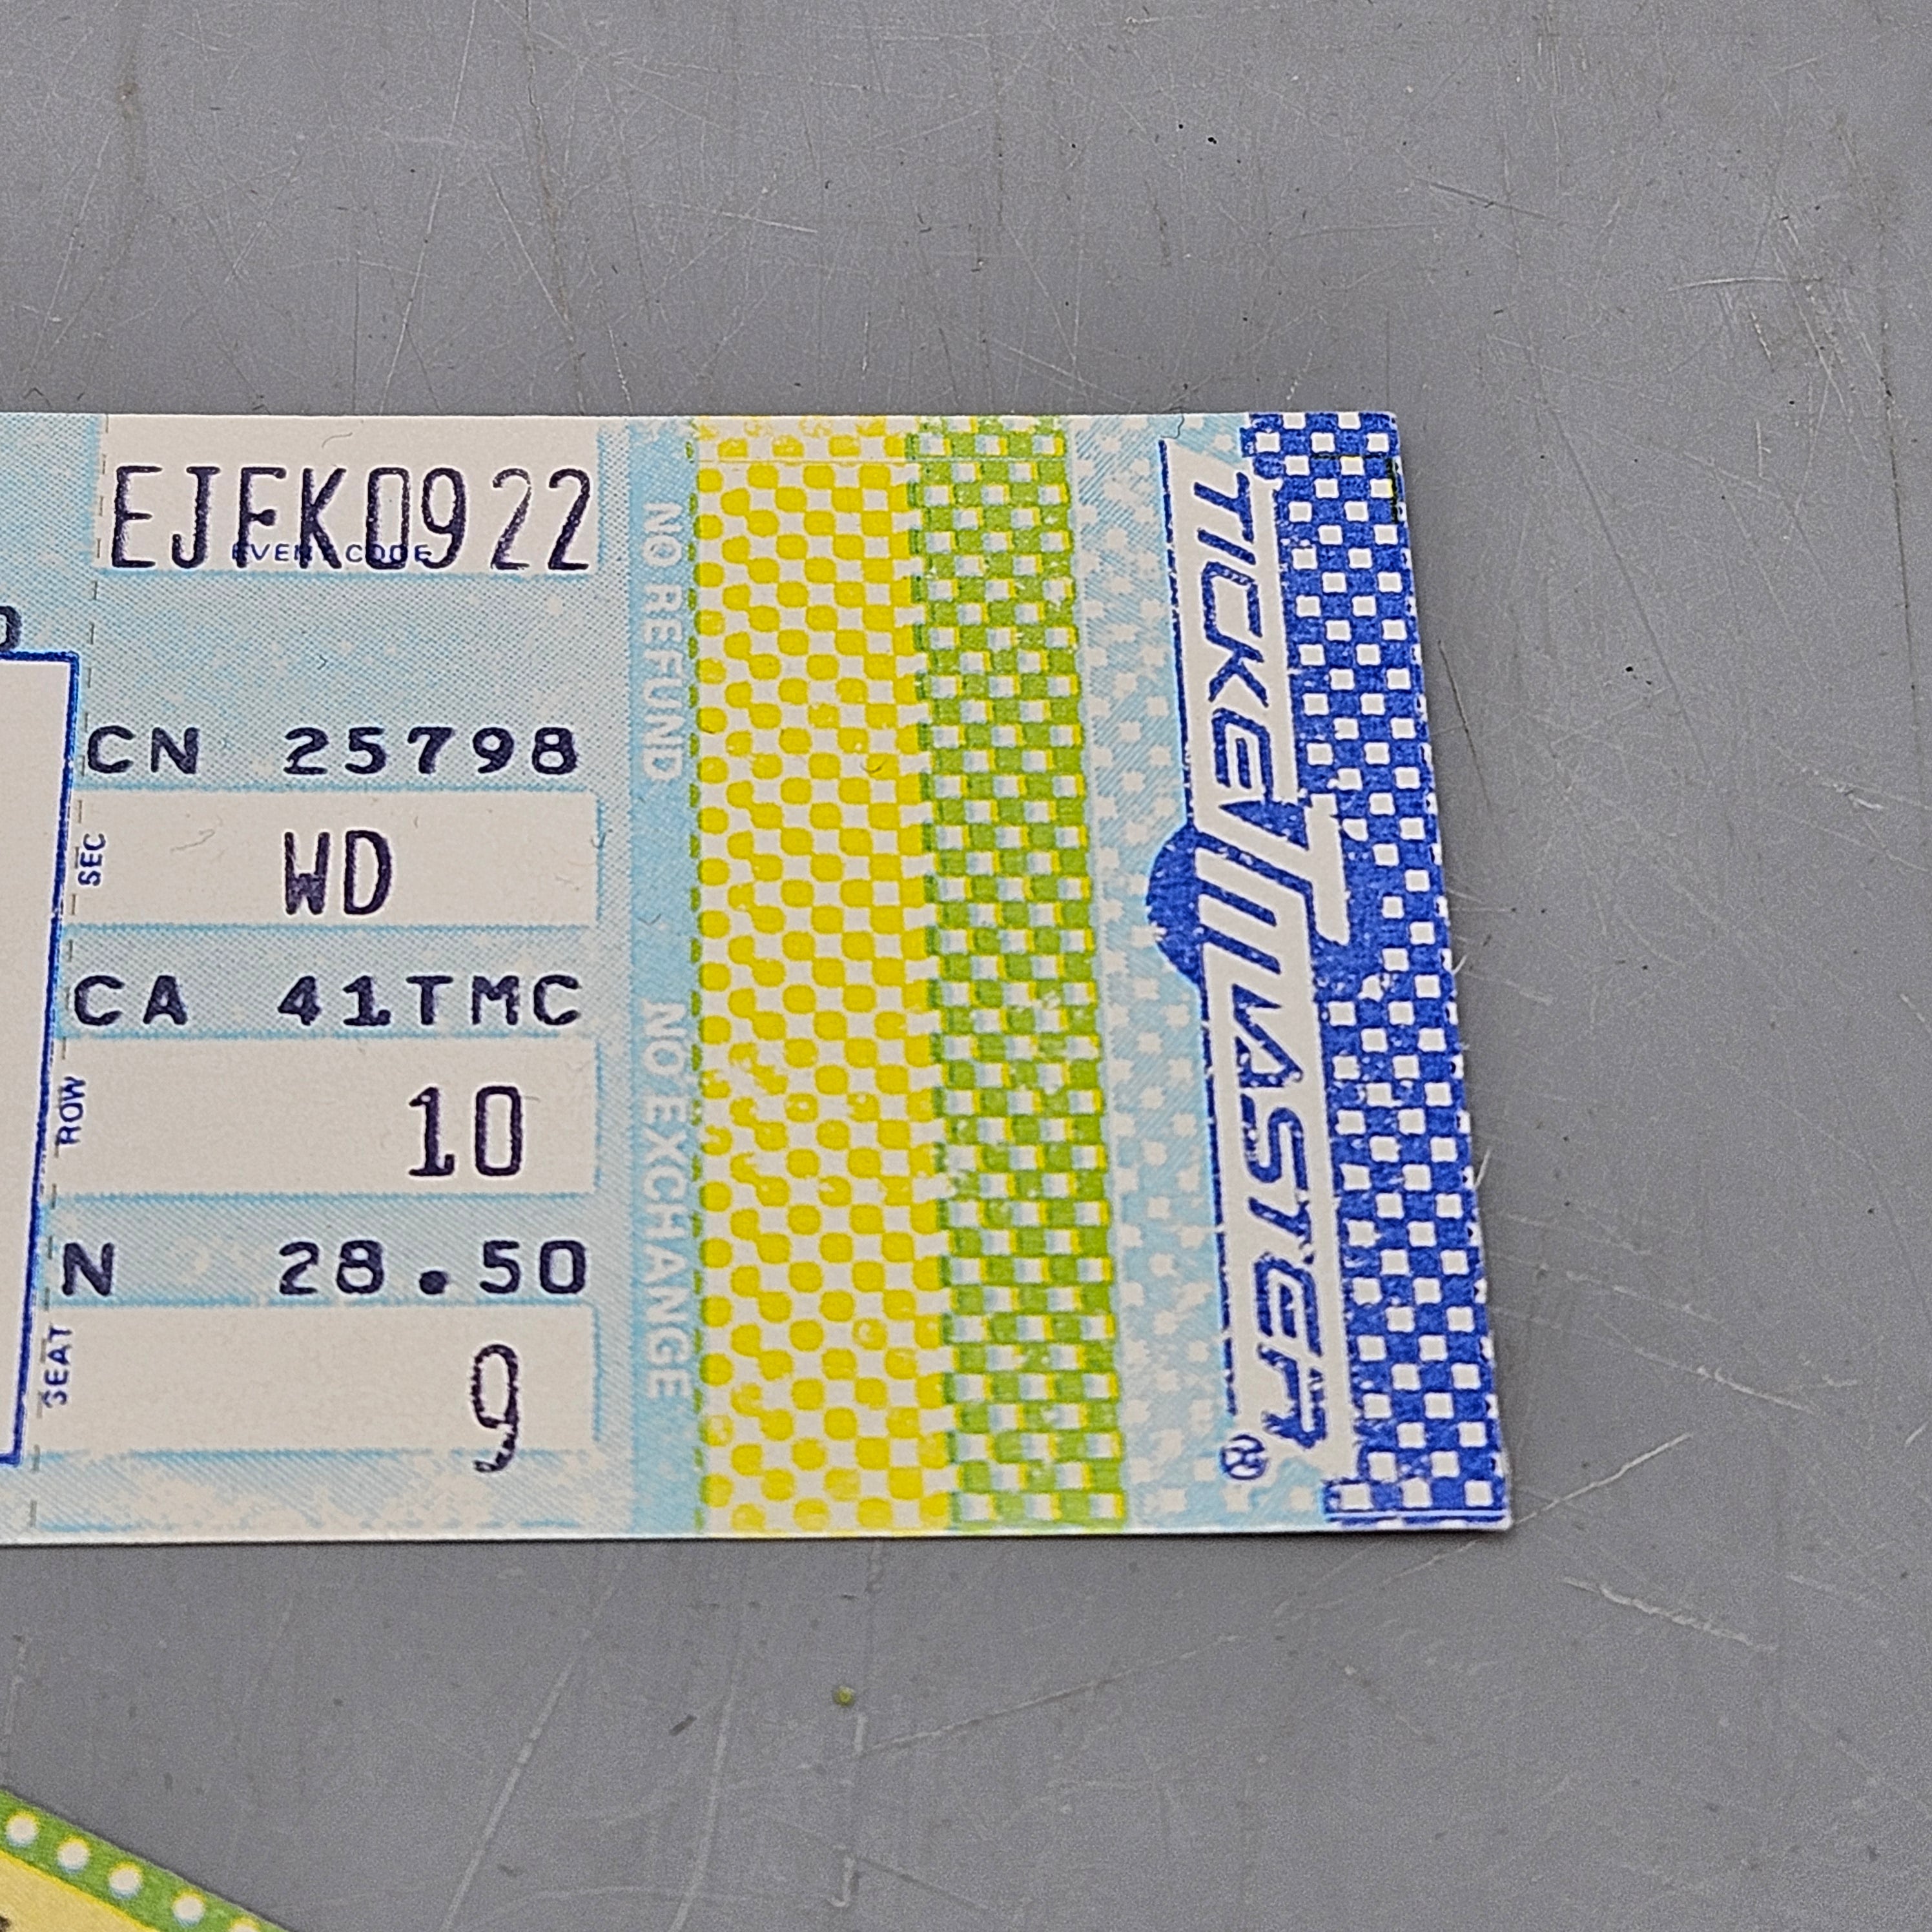 EJFK0922
EVENT CODE
CN 25798
SEC WD
CA 41TMC
ROW 10
N 28.50
SEAT 9
NO REFUND NO EXCHANGE
TICKETMASTER®